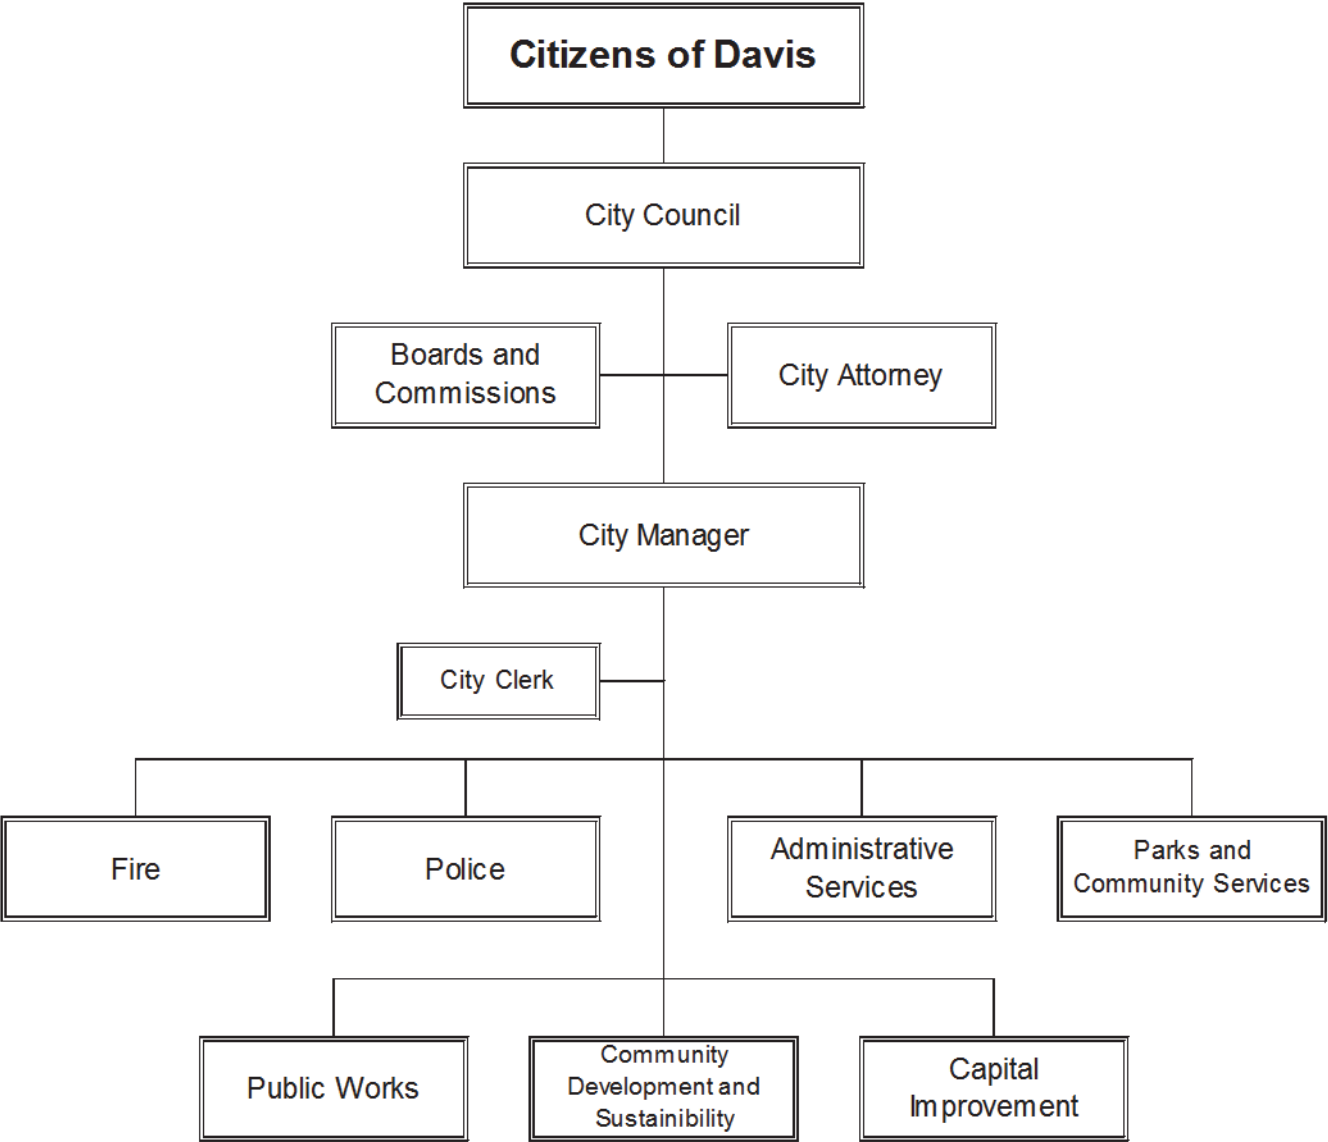 Citizens of Davis
City Council
Boards and
Commissions
City Attorney
City Manager
City Clerk
Fire
Police
Administrative
Services
Parks and
Community Services
Public Works
Community
Development and
Sustainibility
Capital
Improvement